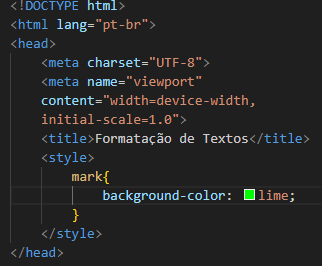 <!DOCTYPE html>
<html lang="pt-br">
<head>
<meta charset="UTF-8">
<meta name="viewport"
content="width=device-width,
initial-scale=1.0">
<title>Formatação de Textos</title>
<style>
mark{
background-color: lime;
}
</style>
</head>